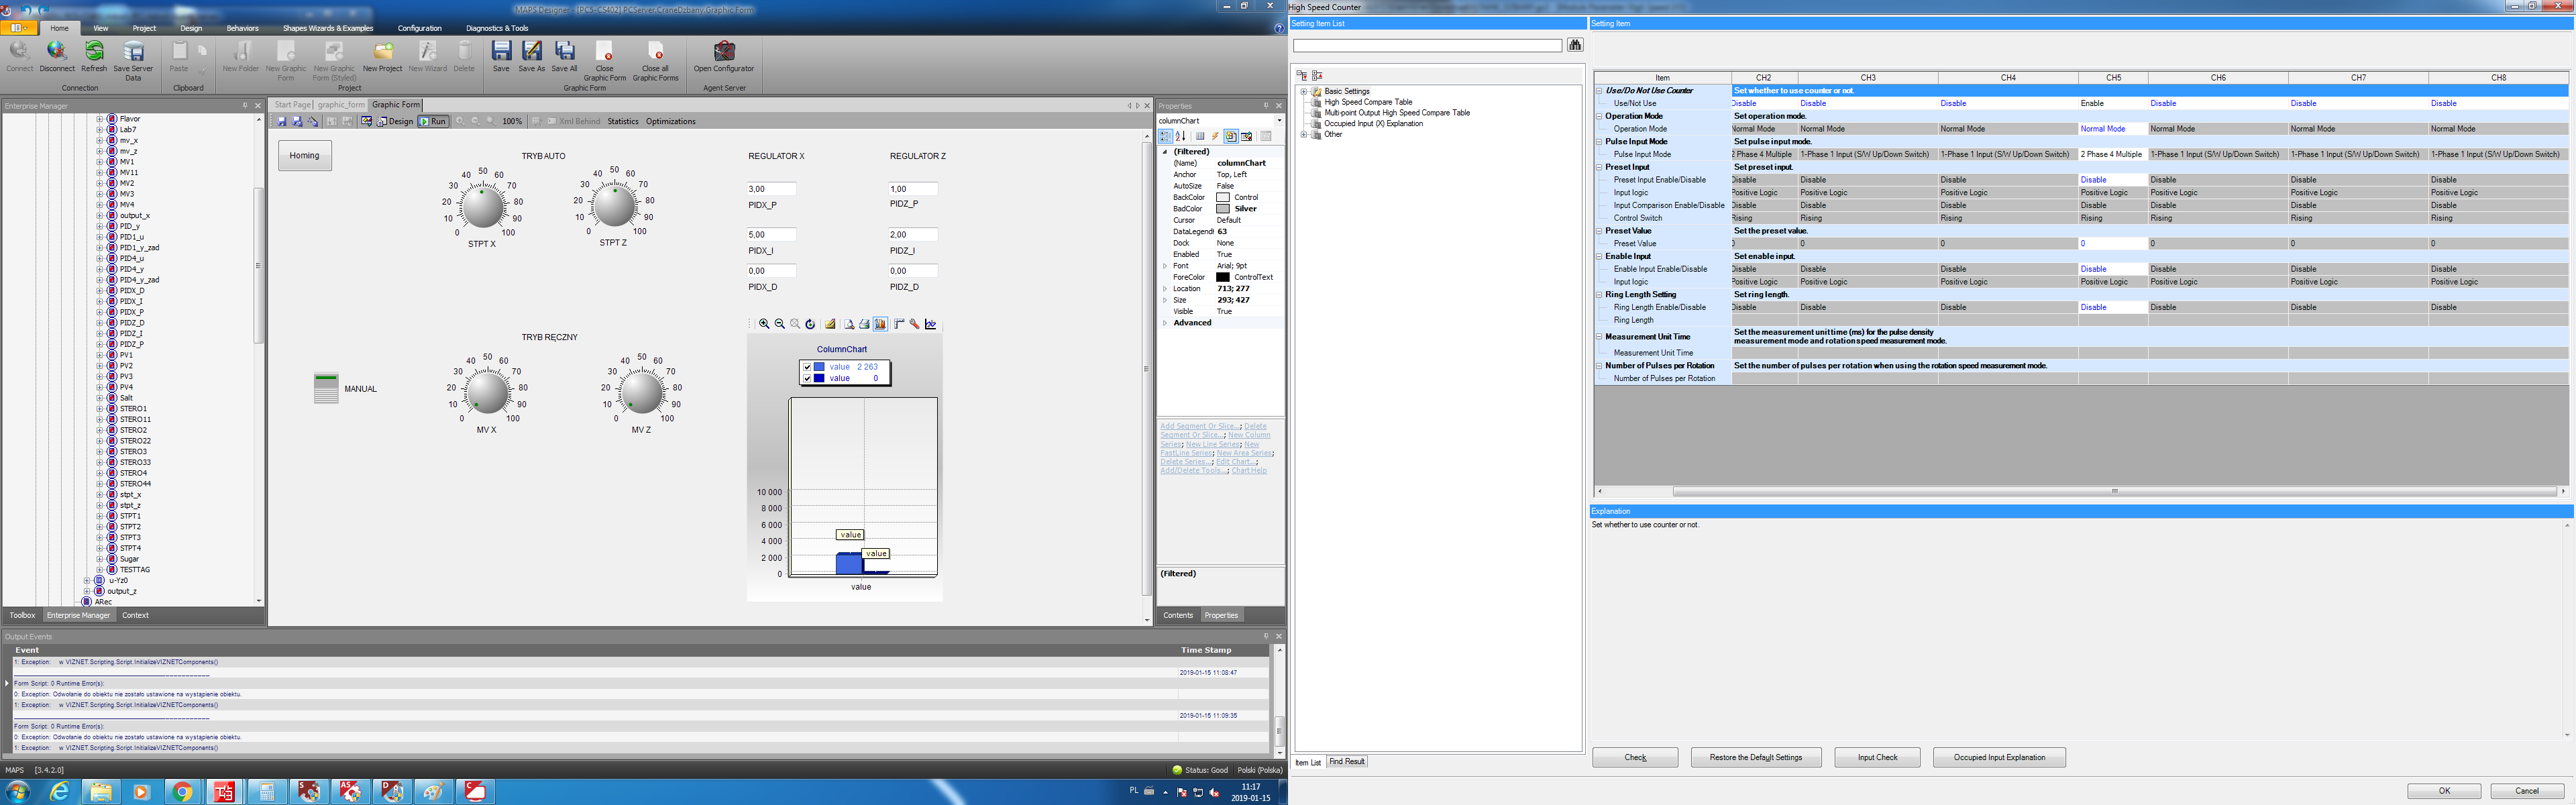 MAPS Designer - [PCS-CS402].PCServer.CraneDebany.Graphic Form
Home View Project Design Behaviors Shapes Wizards & Examples Configuration Diagnostics & Tools
Connect Disconnect Refresh Save Server Data
Connection
Paste
Clipboard
New Folder New Graphic Form New Graphic Form (Styled) New Project New Wizard Delete
Project
Save Save As Save All Close Graphic Form Close all Graphic Forms
Graphic Form
Open Configurator
Agent Server
Enterprise Manager
Flavor
Lab7
mv_x
mv_z
MV1
MV11
MV2
MV3
MV4
output_x
PID_y
PID1_u
PID1_y_zad
PID4_u
PID4_y
PID4_y_zad
PIDX_D
PIDX_I
PIDX_P
PIDZ_D
PIDZ_I
PIDZ_P
PV1
PV2
PV3
PV4
Salt
STERO1
STERO11
STERO2
STERO22
STERO3
STERO33
STERO4
STERO44
stpt_x
stpt_z
STPT1
STPT2
STPT3
STPT4
Sugar
TESTTAG
u-Yz0
output_z
ARec
Toolbox Enterprise Manager Context
Start Page graphic_form Graphic Form
Design Run 100% Xml Behind Statistics Optimizations
Homing
TRYB AUTO
0 10 20 30 40 50 60 70 80 90 100
STPT X
0 10 20 30 40 50 60 70 80 90 100
STPT Z
REGULATOR X REGULATOR Z
3,00 1,00
PIDX_P PIDZ_P
5,00 2,00
PIDX_I PIDZ_I
0,00 0,00
PIDX_D PIDZ_D
TRYB RĘCZNY
MANUAL
0 10 20 30 40 50 60 70 80 90 100
MV X
0 10 20 30 40 50 60 70 80 90 100
MV Z
ColumnChart
value 2 263
value 0
10 000
8 000
6 000
4 000
2 000
0
value
value
value
Properties
columnChart
(Filtered)
(Name) columnChart
Anchor Top, Left
AutoSize False
BackColor Control
BadColor Silver
Cursor Default
DataLegendI 63
Dock None
Enabled True
Font Arial; 9pt
ForeColor ControlText
Location 713; 277
Size 293; 427
Visible True
Advanced
Add Segment Or Slice...; Delete
Segment Or Slice...; New Column
Series; New Line Series; New
FastLine Series; New Area Series;
Delete Series...; Edit Chart...;
Add/Delete Tools...; Chart Help
(Filtered)
Contents Properties
Output Events
Event Time Stamp
1: Exception: w VIZNET.Scripting.Script.InitializeVIZNETComponents()
2019-01-15 11:08:47
Form Script: 0 Runtime Error(s):
0: Exception: Odwołanie do obiektu nie zostało ustawione na wystąpienie obiektu.
1: Exception: w VIZNET.Scripting.Script.InitializeVIZNETComponents()
2019-01-15 11:09:35
Form Script: 0 Runtime Error(s):
0: Exception: Odwołanie do obiektu nie zostało ustawione na wystąpienie obiektu.
1: Exception: w VIZNET.Scripting.Script.InitializeVIZNETComponents()
MAPS [3.4.2.0] Status: Good Polski (Polska)
PL 11:17
2019-01-15
High Speed Counter
Setting Item List
Basic Settings
High Speed Compare Table
Multi-point Output High Speed Compare Table
Occupied Input (X) Explanation
Other
Item List Find Result
Setting Item
Item CH2 CH3 CH4 CH5 CH6 CH7 CH8
Use/Do Not Use Counter Set whether to use counter or not.
Use/Not Use Disable Disable Disable Enable Disable Disable Disable
Operation Mode Set operation mode.
Operation Mode Normal Mode Normal Mode Normal Mode Normal Mode Normal Mode Normal Mode Normal Mode
Pulse Input Mode Set pulse input mode.
Pulse Input Mode 2 Phase 4 Multiple 1-Phase 1 Input (S/W Up/Down Switch) 1-Phase 1 Input (S/W Up/Down Switch) 2 Phase 4 Multiple 1-Phase 1 Input (S/W Up/Down Switch) 1-Phase 1 Input (S/W Up/Down Switch) 1-Phase 1 Input (S/W Up/Down Switch)
Preset Input Set preset input.
Preset Input Enable/Disable Disable Disable Disable Disable Disable Disable Disable
Input logic Positive Logic Positive Logic Positive Logic Positive Logic Positive Logic Positive Logic Positive Logic
Input Comparison Enable/Disable Disable Disable Disable Disable Disable Disable Disable
Control Switch Rising Rising Rising Rising Rising Rising Rising
Preset Value Set the preset value.
Preset Value 0 0 0 0 0 0 0
Enable Input Set enable input.
Enable Input Enable/Disable Disable Disable Disable Disable Disable Disable Disable
Input logic Positive Logic Positive Logic Positive Logic Positive Logic Positive Logic Positive Logic Positive Logic
Ring Length Setting Set ring length.
Ring Length Enable/Disable Disable Disable Disable Disable Disable Disable Disable
Ring Length
Measurement Unit Time Set the measurement unit time (ms) for the pulse density
measurement mode and rotation speed measurement mode.
Measurement Unit Time
Number of Pulses per Rotation Set the number of pulses per rotation when using the rotation speed measurement mode.
Number of Pulses per Rotation
Explanation
Set whether to use counter or not.
Check Restore the Default Settings Input Check Occupied Input Explanation
OK Cancel